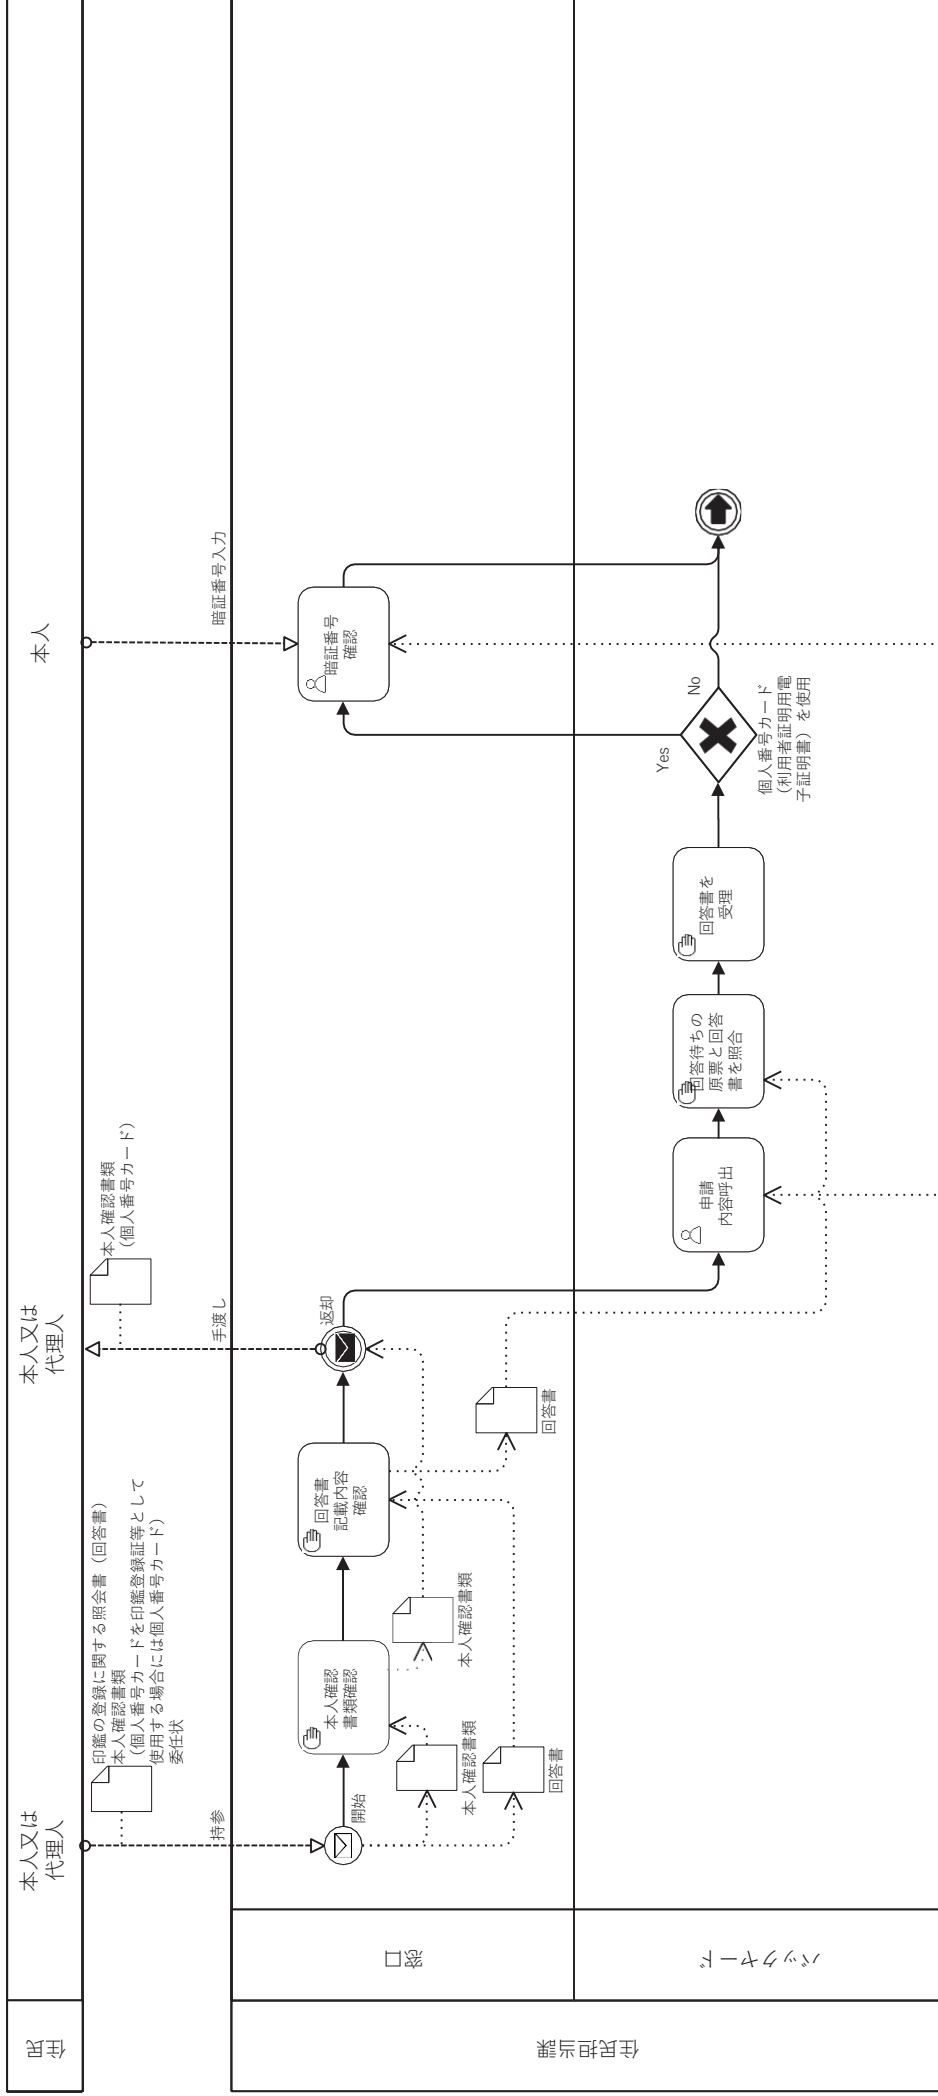 住民
住民担当課
窓口
バックヤード
本人又は
代理人
印鑑の登録に関する照会書（回答書）
本人確認書類
（個人番号カードを印鑑登録証等として
使用する場合には個人番号カード）
委任状
持参
開始
本人確認書類
回答書
本人確認
書類確認
本人確認書類
回答書
記載内容
確認
回答書
本人又は
代理人
本人確認書類
（個人番号カード）
手渡し
返却
申請
内容呼出
回答待ちの
原票と回答
書を照合
回答書を
受理
個人番号カード
（利用者証明用電
子証明書）を使用
Yes
No
本人
暗証番号入力
暗証番号
確認